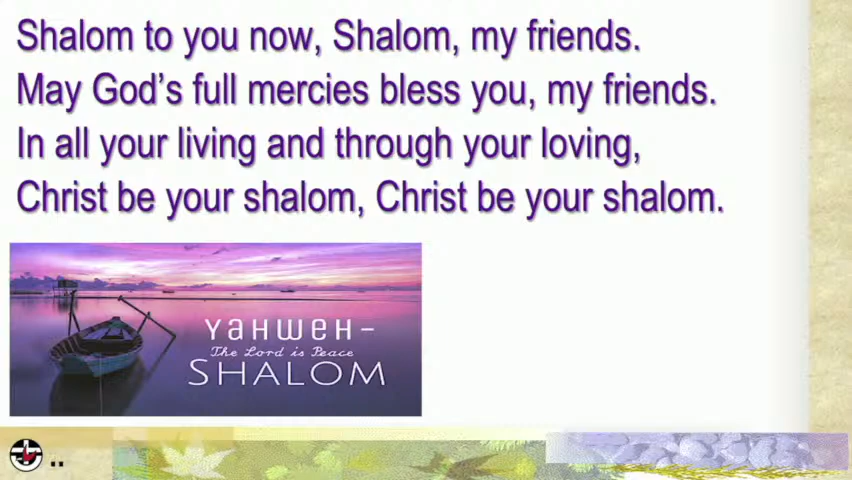 Shalom to you now, Shalom, my friends.
May God's full mercies bless you, my friends.
In all your living and through your loving,
Christ be your shalom, Christ be your shalom.
YAHWEH-
The Lord is Peace
SHALOM
..